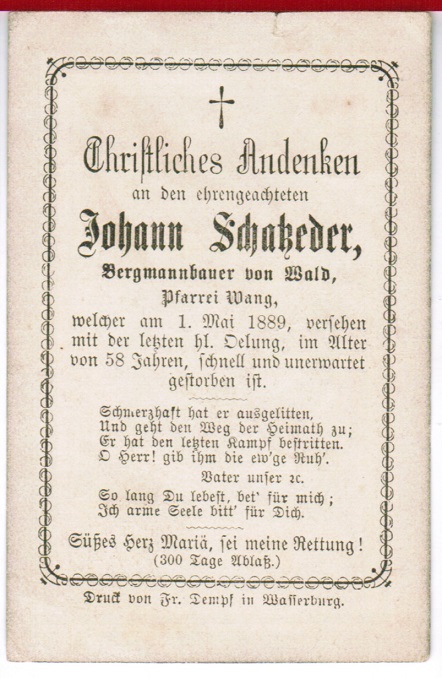 Christliches Andenken
an den ehrengeachteten
Johann Schatzeder,
Bergmannbauer von Wald,
Pfarrei Wang,
welcher am 1. Mai 1889, versehen
mit der letzten hl. Oelung, im Alter
von 58 Jahren, schnell und unerwartet
gestorben ist.
Schmerzhaft hat er ausgelitten,
Und geht den Weg der Heimath zu;
Er hat den letzten Kampf bestritten.
O Herr! gib ihm die ew'ge Ruh'.
Vater unser ꝛc.
So lang Du lebest, bet' für mich;
Ich arme Seele bitt' für Dich.
Süßes Herz Mariä, sei meine Rettung!
(300 Tage Ablaß.)
Druck von Fr. Dempf in Wasserburg.